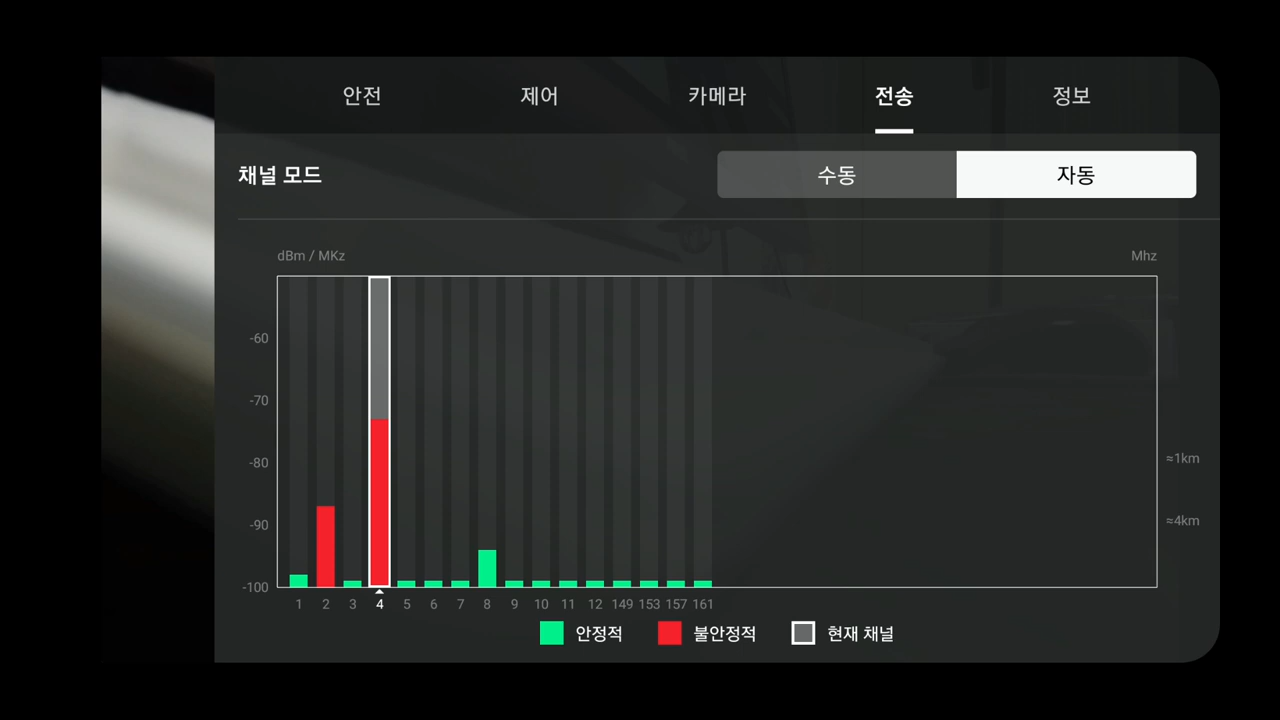 안전 제어 카메라 전송 정보
채널 모드 수동 자동
dBm / MKz Mhz
-60
-70
-80 ≈1km
-90 ≈4km
-100
1 2 3 4 5 6 7 8 9 10 11 12 149 153 157 161
안정적 불안정적 현재 채널